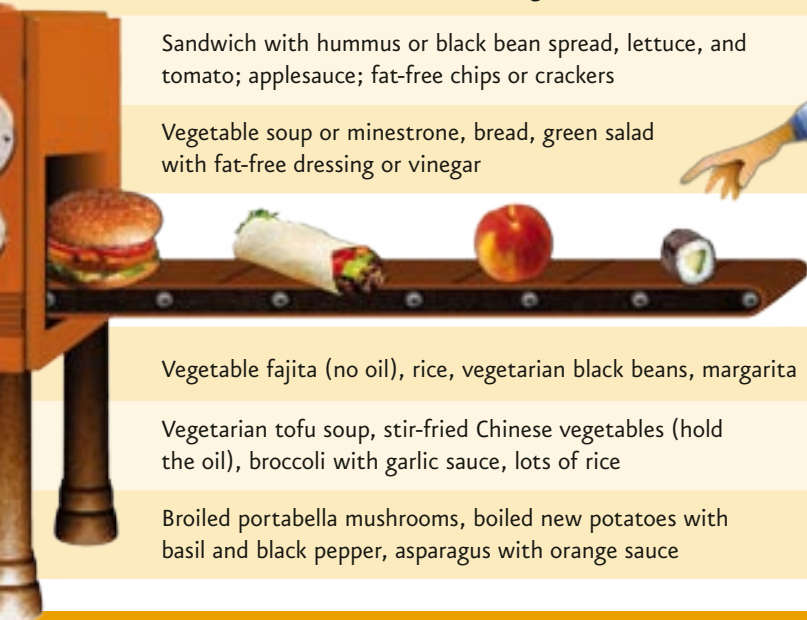 Sandwich with hummus or black bean spread, lettuce, and
tomato; applesauce; fat-free chips or crackers
Vegetable soup or minestrone, bread, green salad
with fat-free dressing or vinegar
Vegetable fajita (no oil), rice, vegetarian black beans, margarita
Vegetarian tofu soup, stir-fried Chinese vegetables (hold
the oil), broccoli with garlic sauce, lots of rice
Broiled portabella mushrooms, boiled new potatoes with
basil and black pepper, asparagus with orange sauce